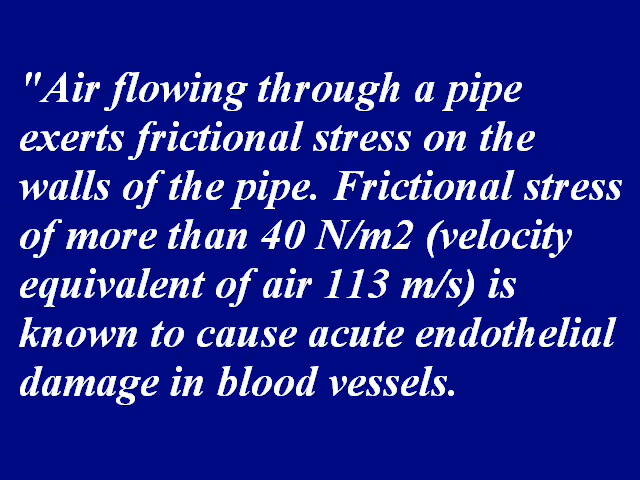 "Air flowing through a pipe
exerts frictional stress on the
walls of the pipe. Frictional stress
of more than 40 N/m2 (velocity
equivalent of air 113 m/s) is
known to cause acute endothelial
damage in blood vessels.